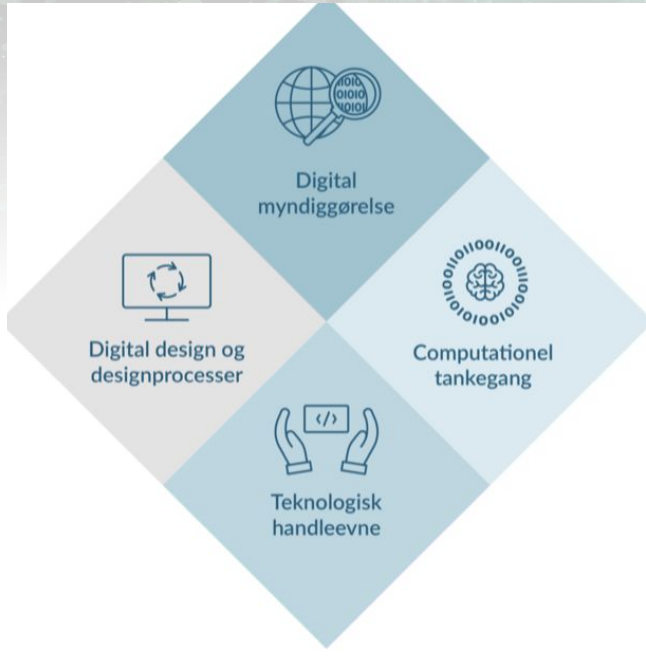 Digital
myndiggørelse
Digital design og
designprocesser
Computationel
tankegang
</>
Teknologisk
handleevne